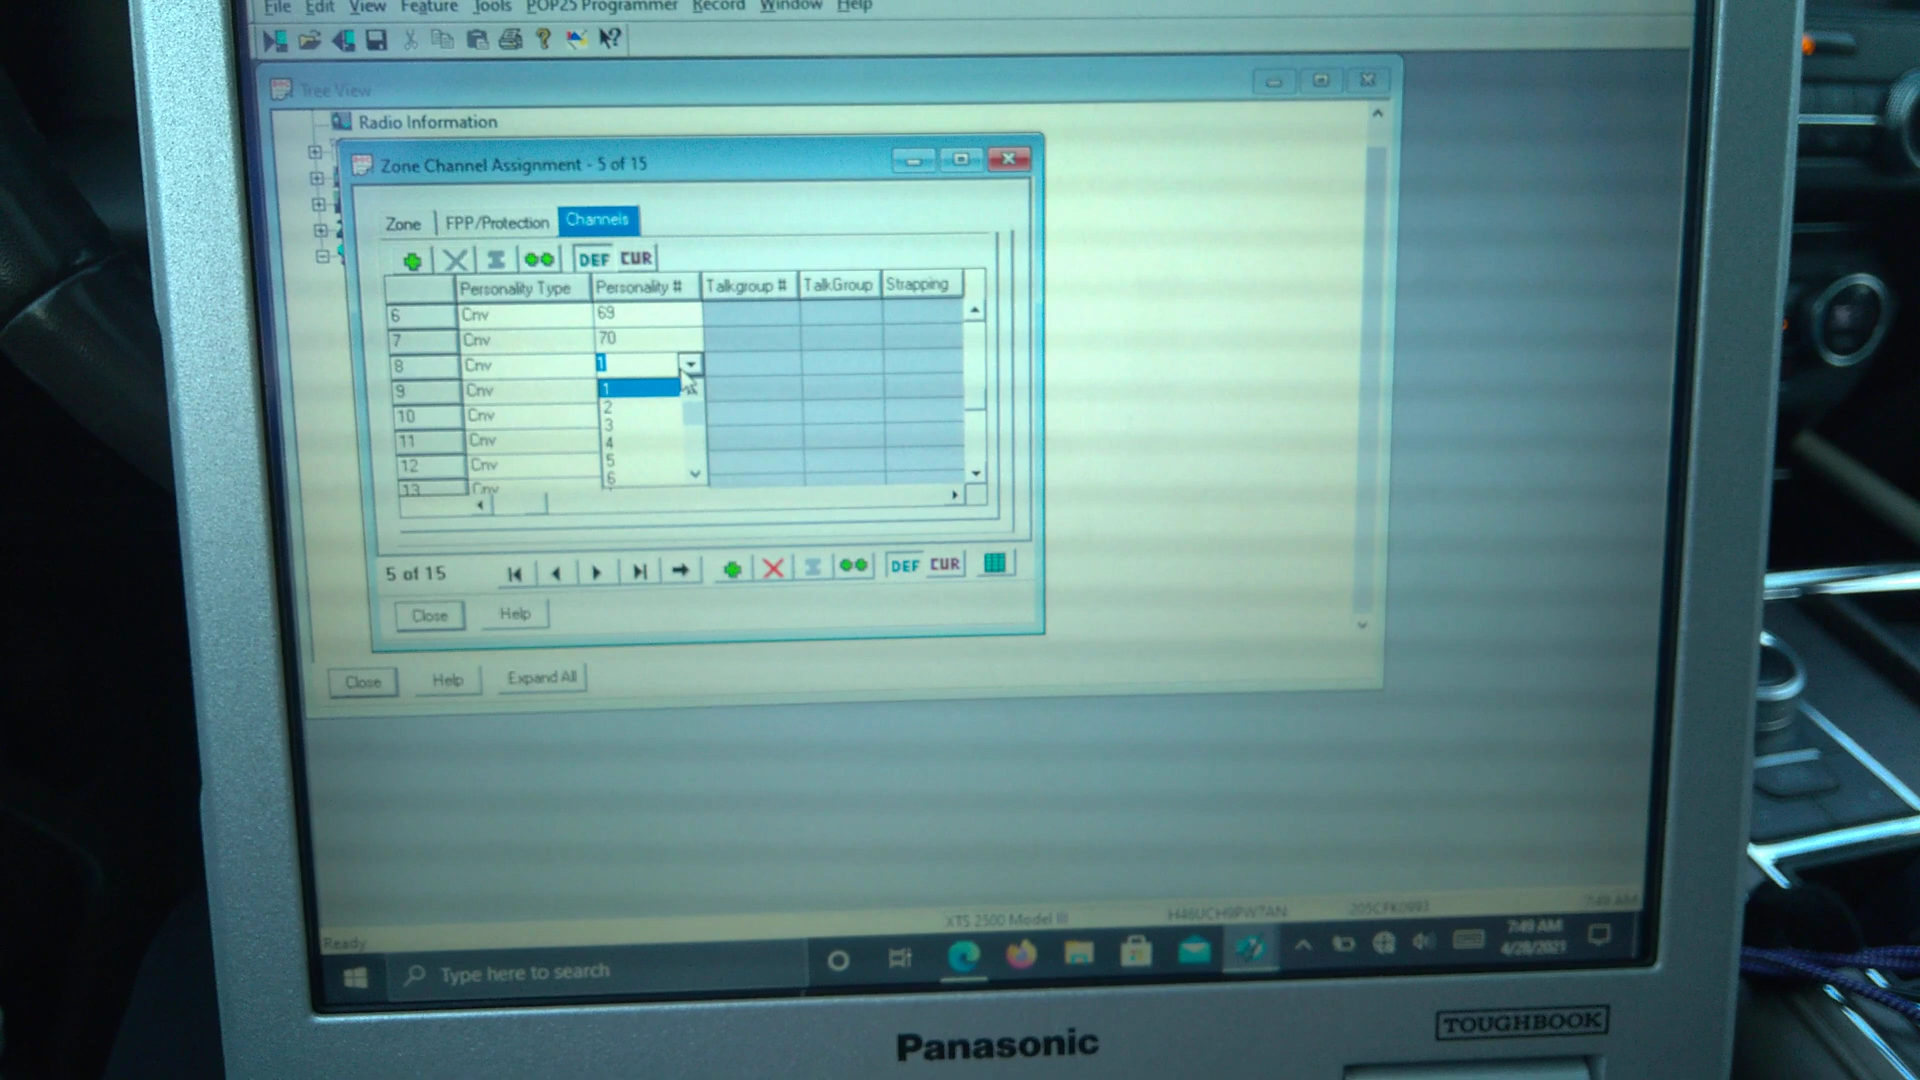 File Edit View Feature Tools POP25 Programmer Record Window Help
Tree View
Radio Information
Zone Channel Assignment - 5 of 15
Zone FPP/Protection Channels
DEF CUR
Personality Type Personality # Talkgroup # TalkGroup Strapping
6 Cnv 69
7 Cnv 70
8 Cnv 1
9 Cnv 1
10 Cnv 2
3
11 Cnv 4
12 Cnv 5
13 Cnv 6
5 of 15 DEF CUR
Close Help
Close Help Expand All
XTS 2500 Model III H46UCH9PW7AN 7:49 AM
Ready
Type here to search
7:49 AM
4/28/2021
Panasonic
TOUGHBOOK